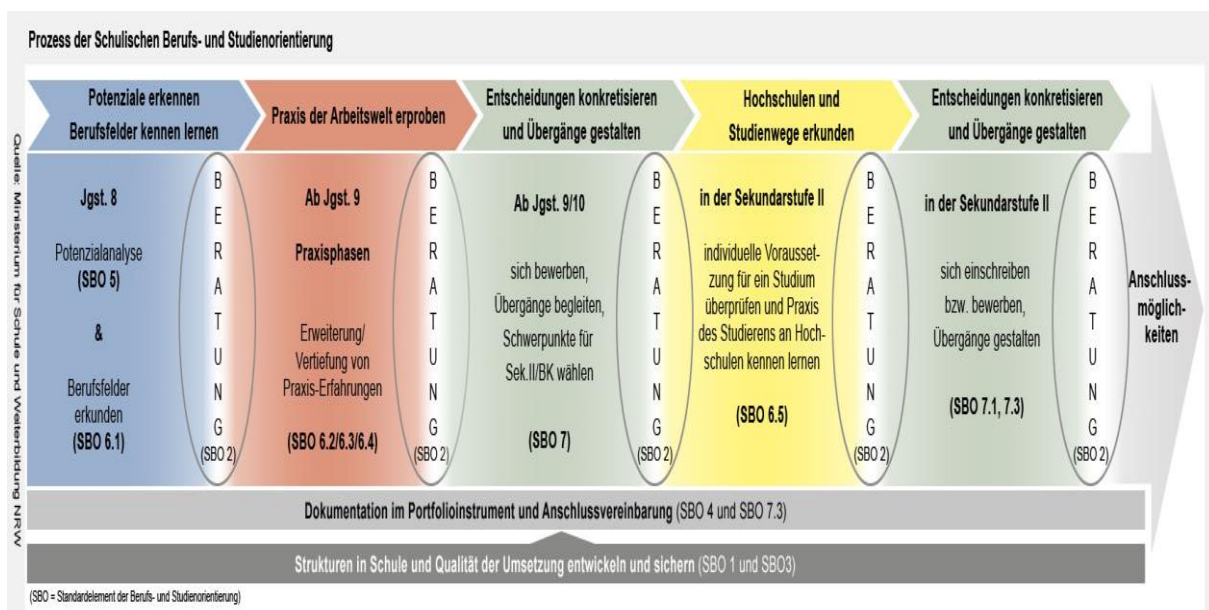 Prozess der Schulischen Berufs- und Studienorientierung
Potenziale erkennen
Berufsfelder kennen lernen
Praxis der Arbeitswelt erproben
Entscheidungen konkretisieren
und Übergänge gestalten
Hochschulen und
Studienwege erkunden
Entscheidungen konkretisieren
und Übergänge gestalten
Jgst. 8
Potenzialanalyse
(SBO 5)
&
Berufsfelder
erkunden
(SBO 6.1)
BERATUNG
(SBO 2)
Ab Jgst. 9
Praxisphasen
Erweiterung/
Vertiefung von
Praxis-Erfahrungen
(SBO 6.2/6.3/6.4)
BERATUNG
(SBO 2)
Ab Jgst. 9/10
sich bewerben,
Übergänge begleiten,
Schwerpunkte für
Sek.II/BK wählen
(SBO 7)
BERATUNG
(SBO 2)
in der Sekundarstufe II
individuelle Vorausset-
zung für ein Studium
überprüfen und Praxis
des Studierens an Hoch-
schulen kennen lernen
(SBO 6.5)
BERATUNG
(SBO 2)
in der Sekundarstufe II
sich einschreiben
bzw. bewerben,
Übergänge gestalten
(SBO 7.1, 7.3)
BERATUNG
(SBO 2)
Anschluss-
möglich-
keiten
Dokumentation im Portfolioinstrument und Anschlussvereinbarung (SBO 4 und SBO 7.3)
Strukturen in Schule und Qualität der Umsetzung entwickeln und sichern (SBO 1 und SBO3)
(SBO = Standardelement der Berufs- und Studienorientierung)
Quelle: Ministerium für Schule und Weiterbildung NRW